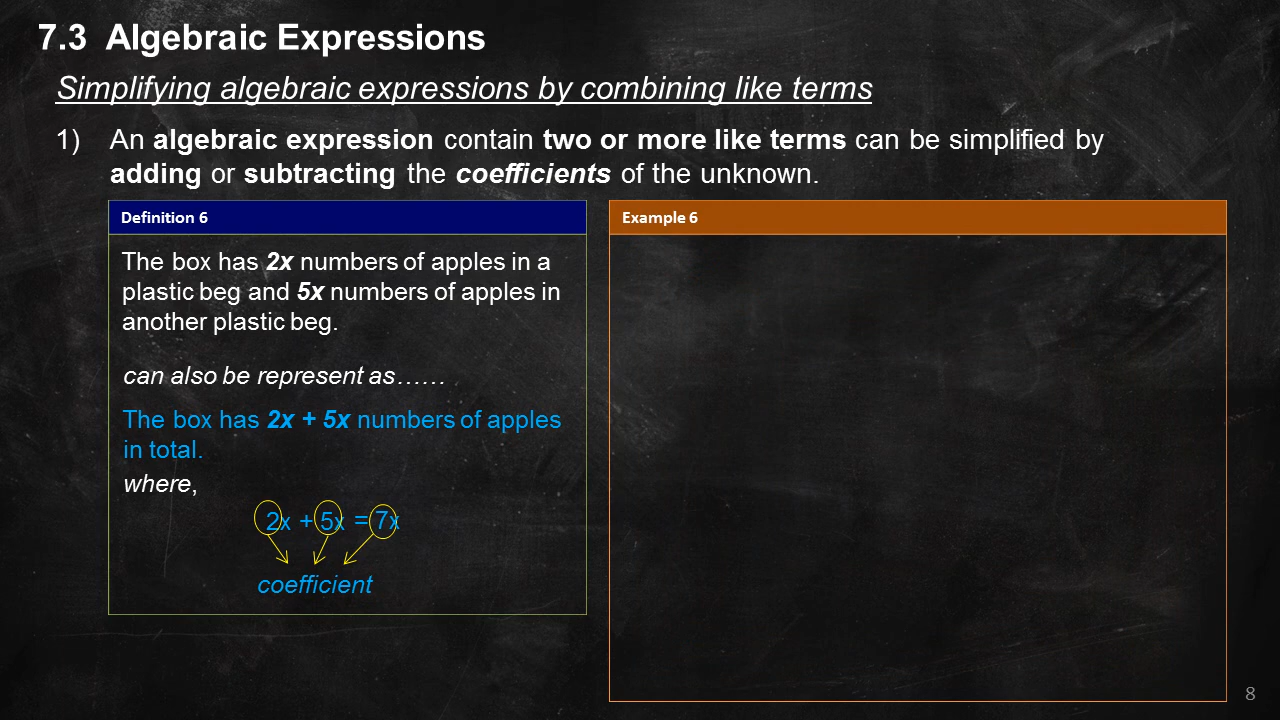 7.3 Algebraic Expressions
Simplifying algebraic expressions by combining like terms
1) An algebraic expression contain two or more like terms can be simplified by
adding or subtracting the coefficients of the unknown.
Definition 6
The box has 2x numbers of apples in a
plastic beg and 5x numbers of apples in
another plastic beg.
can also be represent as……
The box has 2x + 5x numbers of apples
in total.
where,
2x + 5x = 7x
coefficient
Example 6
8